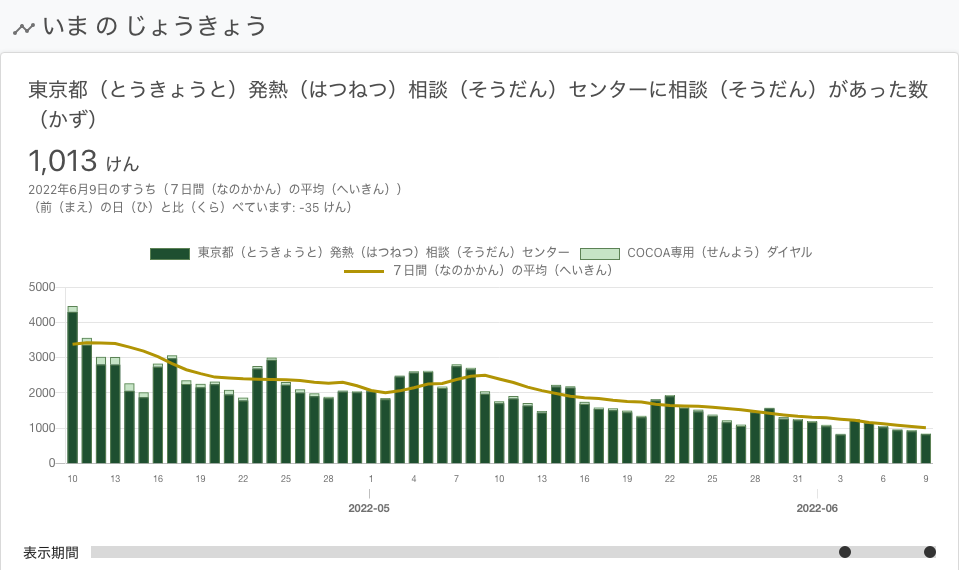 いま の じょうきょう
東京都（とうきょうと）発熱（はつねつ）相談（そうだん）センターに相談（そうだん）があった数
（かず）
1,013 けん
2022年6月9日のすうち（７日間（なのかかん）の平均（へいきん））
（前（まえ）の日（ひ）と比（くら）べています: -35 けん）
東京都（とうきょうと）発熱（はつねつ）相談（そうだん）センター COCOA専用（せんよう）ダイヤル
７日間（なのかかん）の平均（へいきん）
5000
4000
3000
2000
1000
0
10 13 16 19 22 25 28 1 4 7 10 13 16 19 22 25 28 31 3 6 9
2022-05 2022-06
表示期間